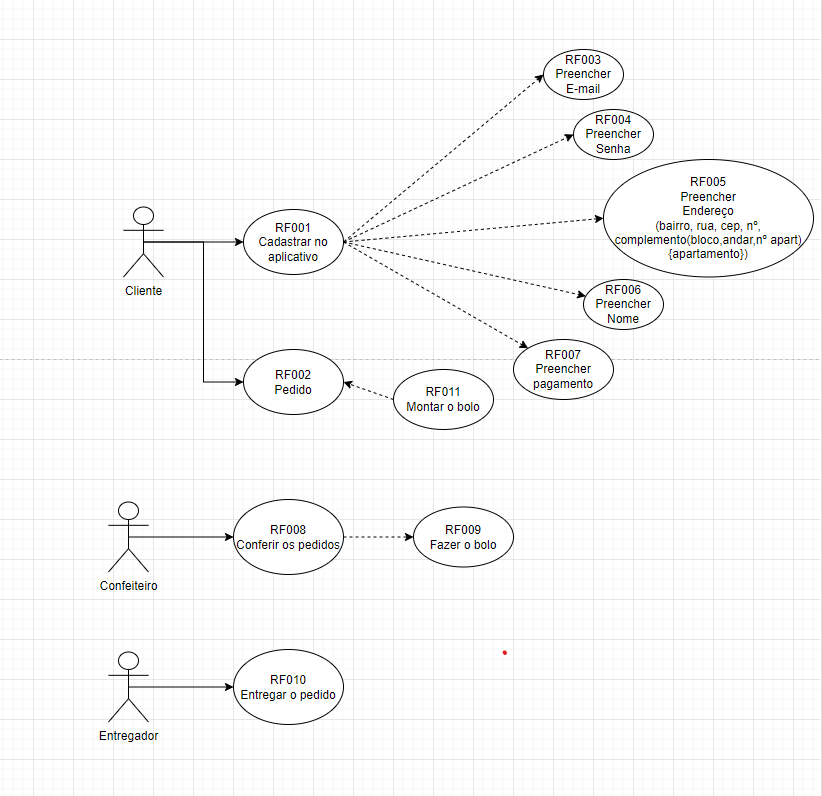 RF003
Preencher
E-mail
RF004
Preencher
Senha
RF005
Preencher
Endereço
(bairro, rua, cep, nº,
complemento(bloco,andar,nº apart)
{apartamento})
RF001
Cadastrar no
aplicativo
Cliente
RF006
Preencher
Nome
RF007
Preencher
pagamento
RF002
Pedido
RF011
Montar o bolo
RF008
Conferir os pedidos
RF009
Fazer o bolo
Confeiteiro
RF010
Entregar o pedido
Entregador